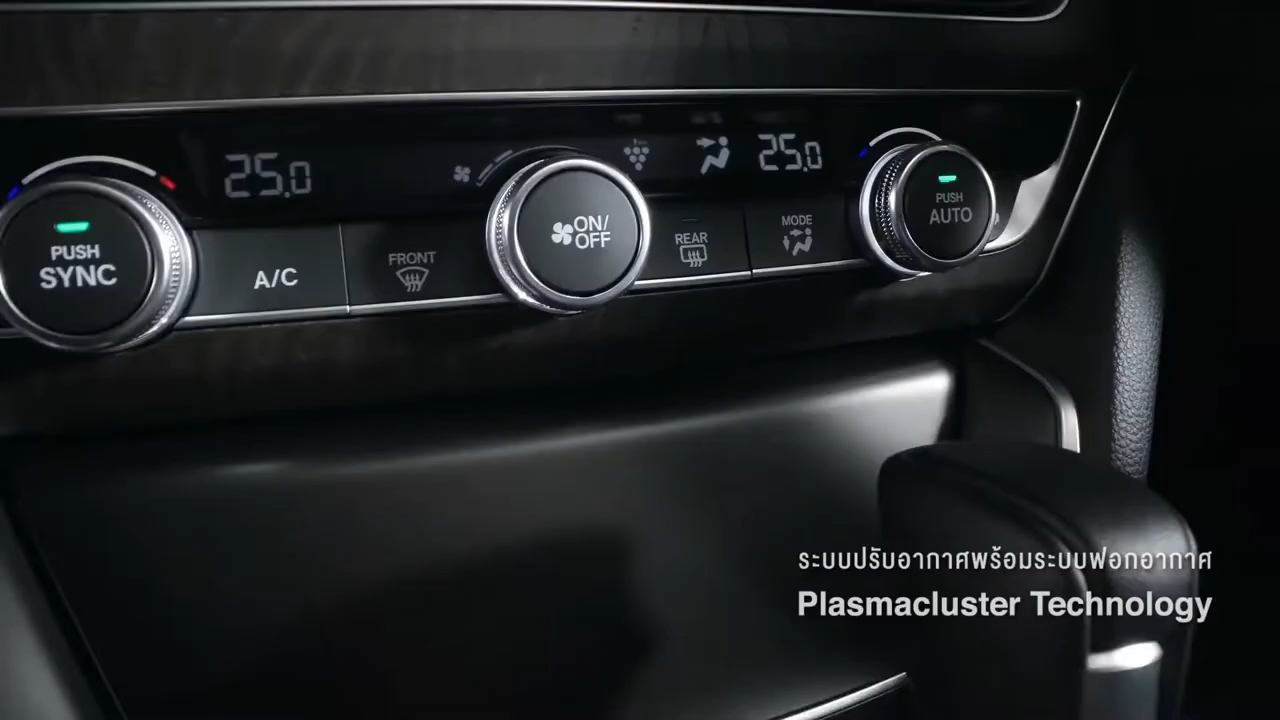 25.0
25.0
PUSH
SYNC
A/C
FRONT
ON/
OFF
REAR
MODE
PUSH
AUTO
ระบบปรับอากาศพร้อมระบบฟอกอากาศ
Plasmacluster Technology